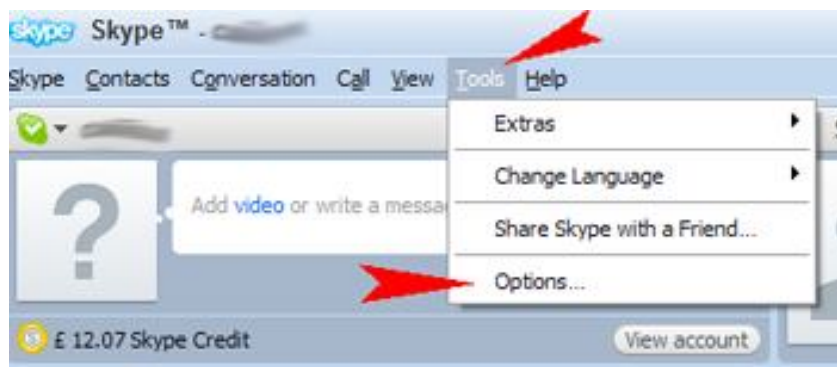 skype Skype™ -
Skype Contacts Conversation Call View Tools Help
Extras
Change Language
Add video or write a messa
Share Skype with a Friend...
Options...
£ 12.07 Skype Credit
View account